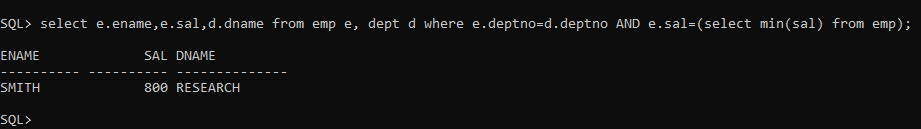 SQL> select e.ename,e.sal,d.dname from emp e, dept d where e.deptno=d.deptno AND e.sal=(select min(sal) from emp);
ENAME             SAL DNAME
---------- ---------- --------------
SMITH             800 RESEARCH
SQL>